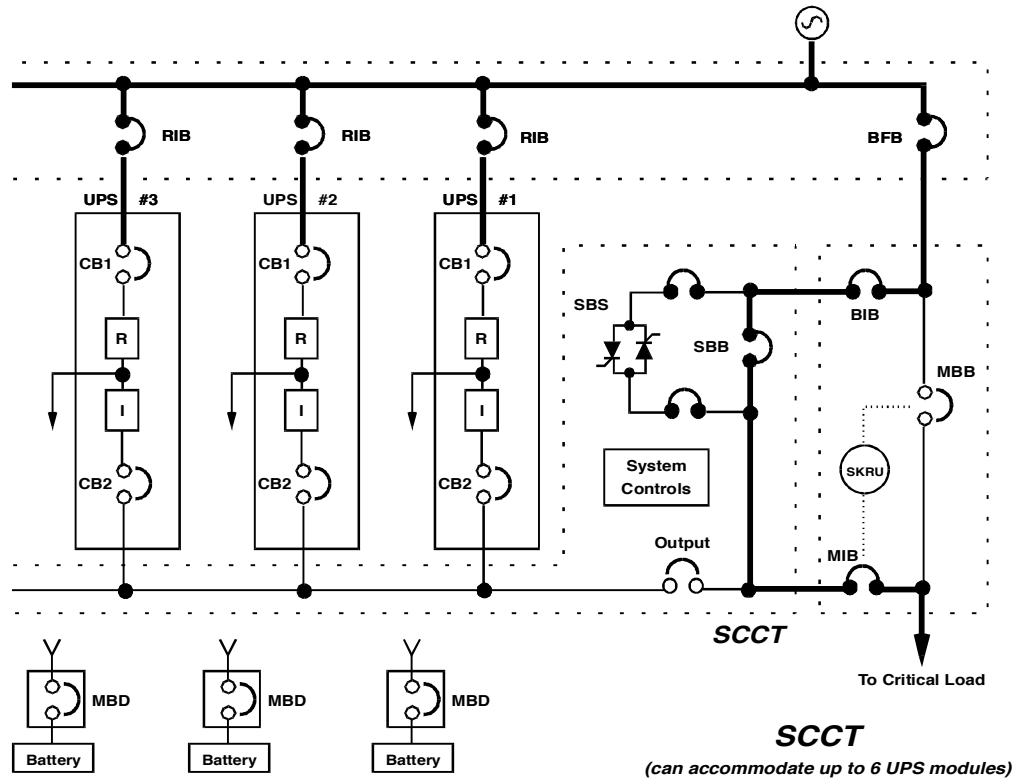 RIB
RIB
RIB
BFB
UPS #3
UPS #2
UPS #1
CB1
CB1
CB1
SBS
SBB
BIB
R
R
R
MBB
I
I
I
System
Controls
SKRU
CB2
CB2
CB2
Output
MIB
SCCT
To Critical Load
MBD
MBD
MBD
Battery
Battery
Battery
SCCT
(can accommodate up to 6 UPS modules)